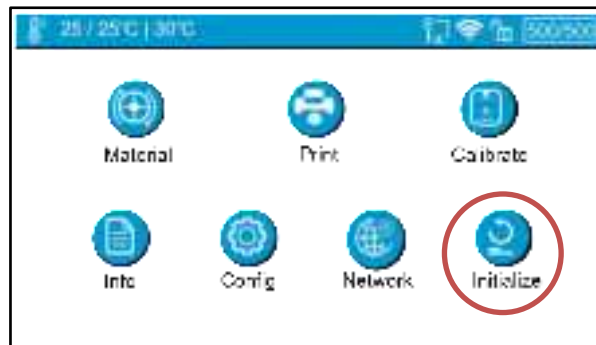 25 / 25°C | 30°C 500/500
Material Print Calibrate
Info Config Network Initialize